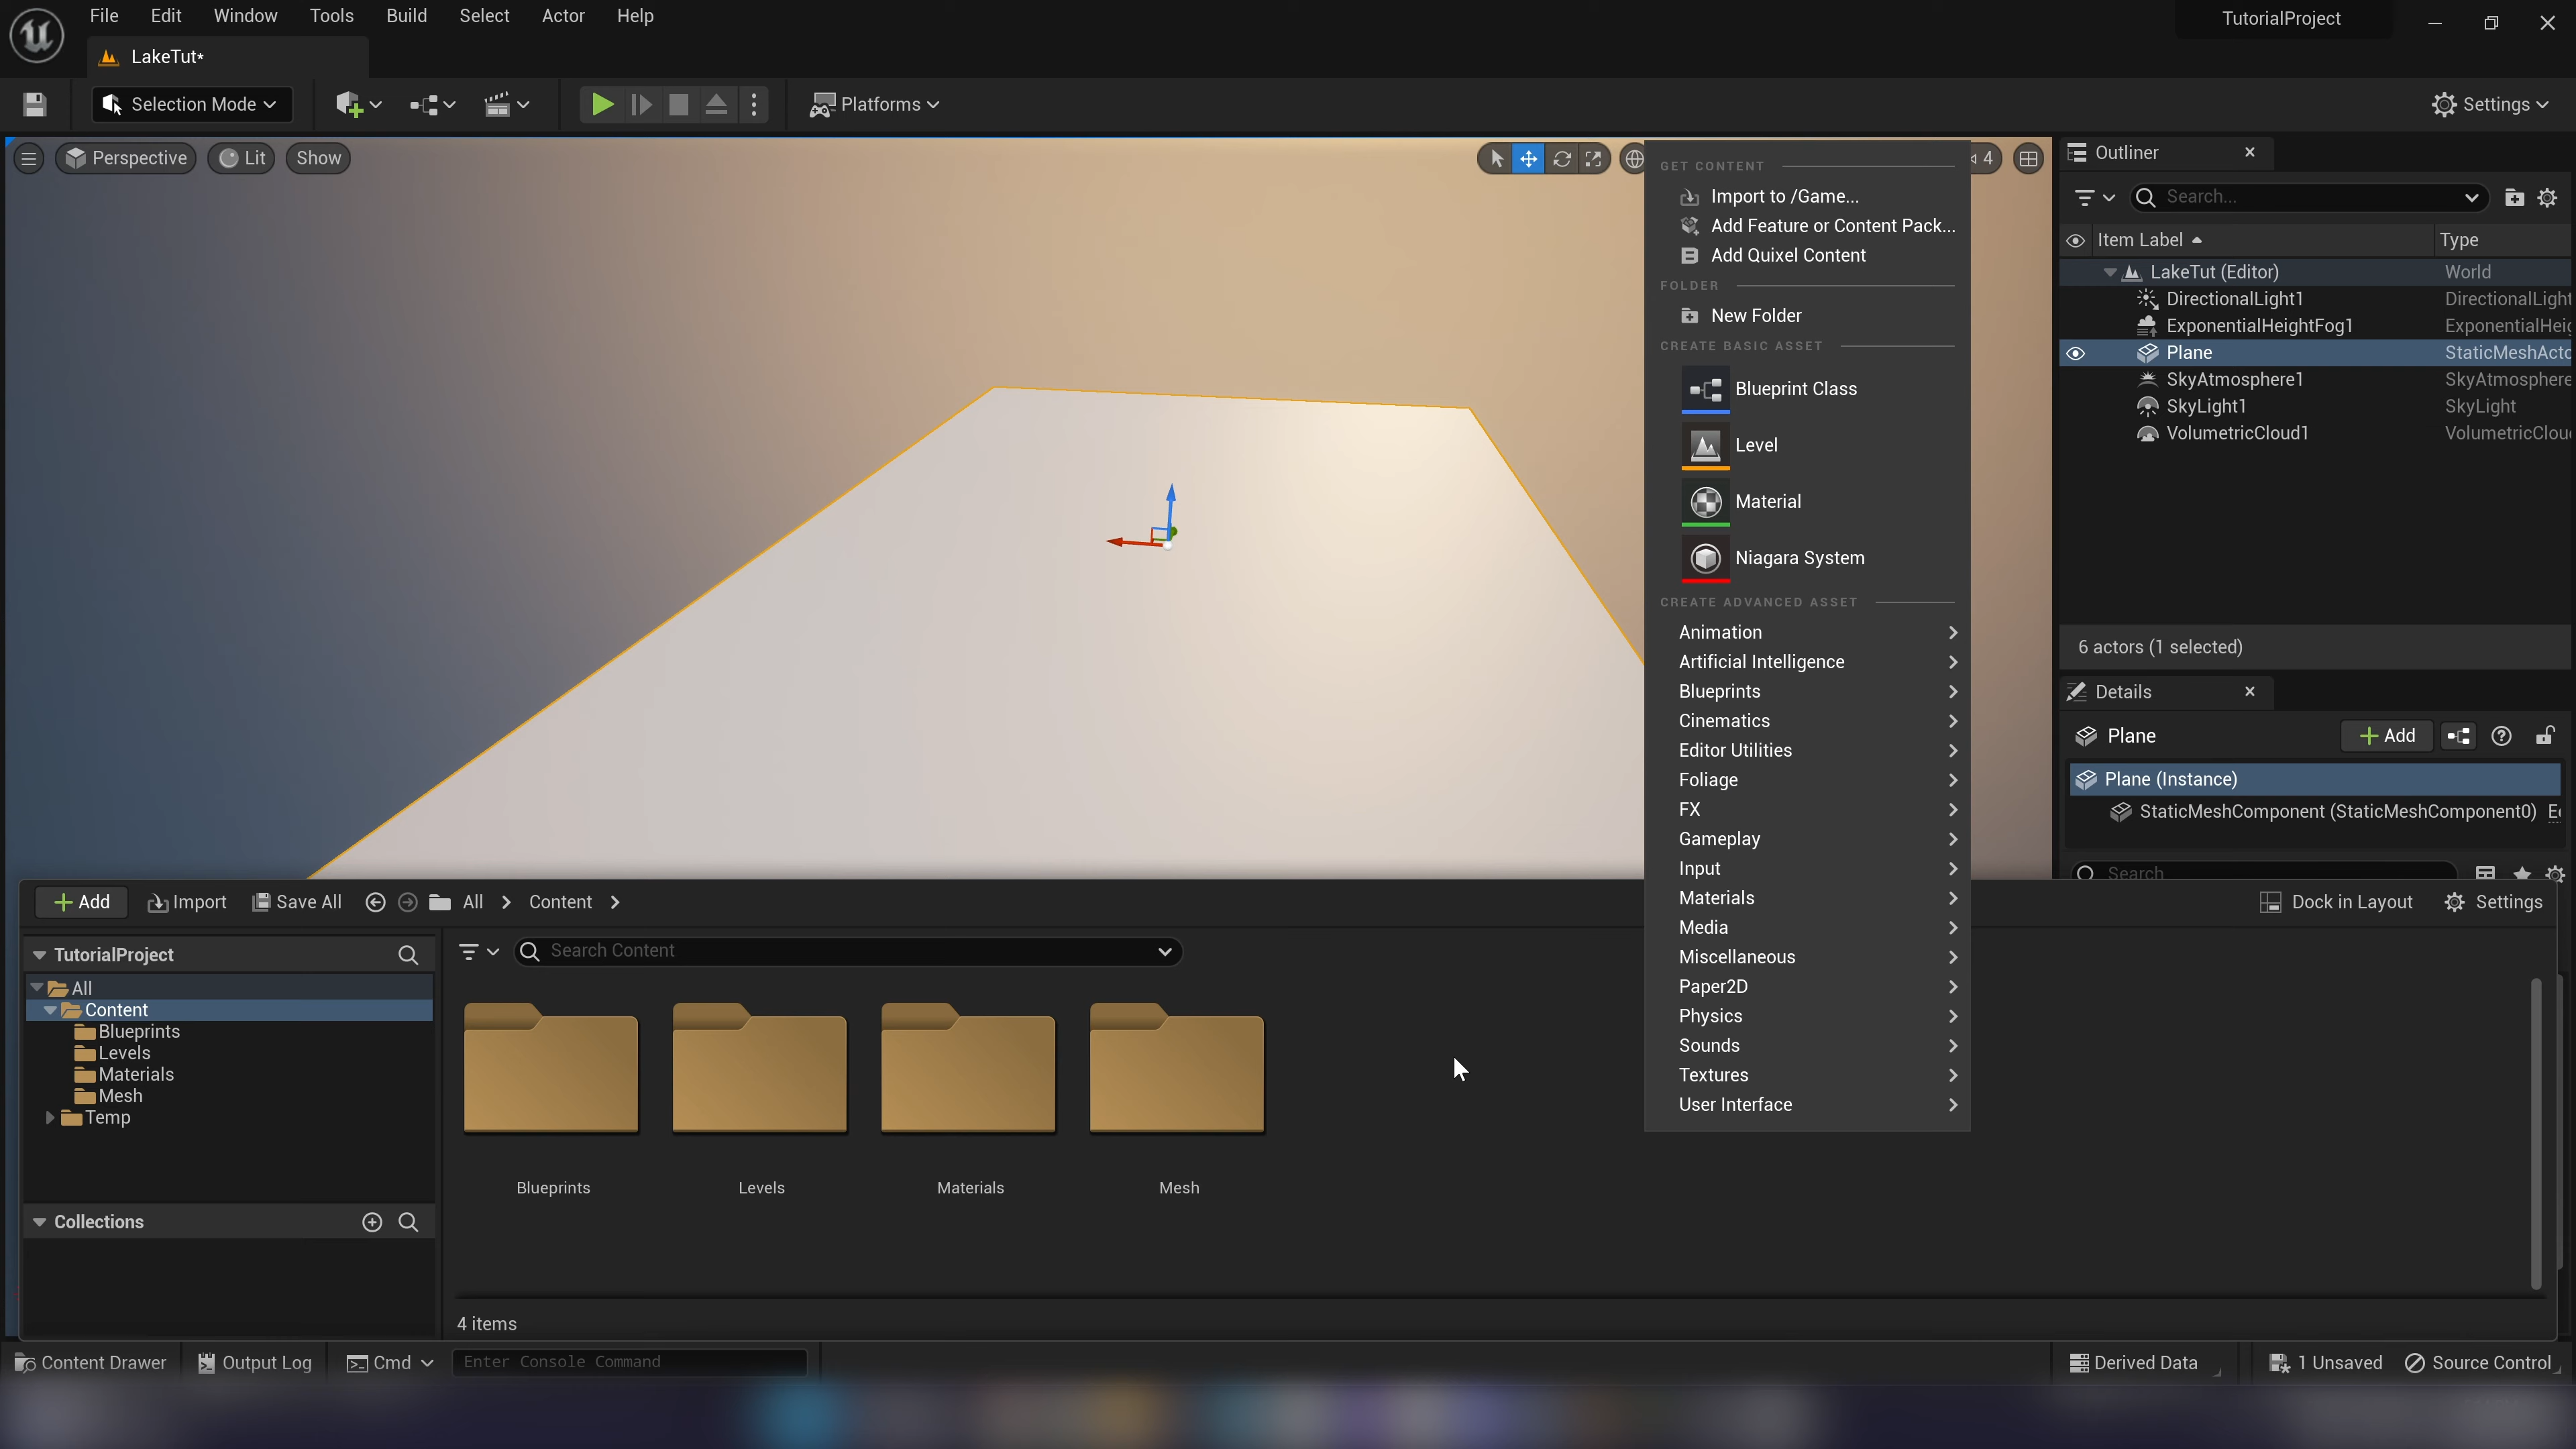 File Edit Window Tools Build Select Actor Help
TutorialProject
LakeTut*
Selection Mode
Platforms
Settings
Perspective
Lit
Show
4
GET CONTENT
Import to /Game...
Add Feature or Content Pack...
Add Quixel Content
FOLDER
New Folder
CREATE BASIC ASSET
Blueprint Class
Level
Material
Niagara System
CREATE ADVANCED ASSET
Animation
Artificial Intelligence
Blueprints
Cinematics
Editor Utilities
Foliage
FX
Gameplay
Input
Materials
Media
Miscellaneous
Paper2D
Physics
Sounds
Textures
User Interface
Outliner
Search...
Item Label Type
LakeTut (Editor) World
DirectionalLight1 DirectionalLight
ExponentialHeightFog1 ExponentialHeig
Plane StaticMeshActo
SkyAtmosphere1 SkyAtmosphere
SkyLight1 SkyLight
VolumetricCloud1 VolumetricClou
6 actors (1 selected)
Details
Plane Add
Plane (Instance)
StaticMeshComponent (StaticMeshComponent0)
Search
Add Import Save All All Content
Dock in Layout Settings
TutorialProject
Search Content
All
Content
Blueprints
Levels
Materials
Mesh
Temp
Collections
Blueprints Levels Materials Mesh
4 items
Content Drawer Output Log Cmd Enter Console Command
Derived Data 1 Unsaved Source Control